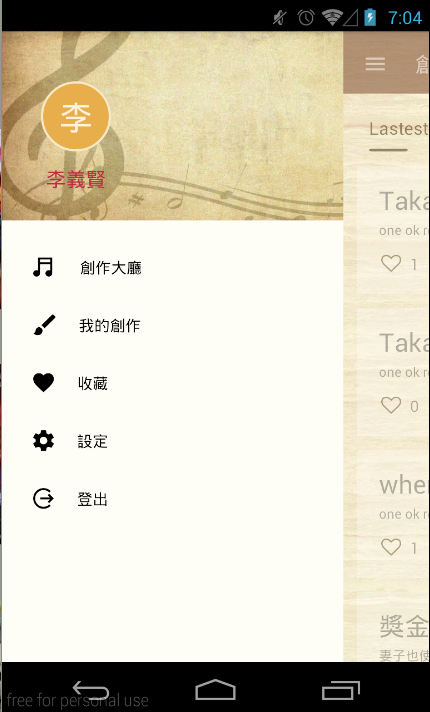 7:04
李
李義賢
創作大廳
我的創作
收藏
設定
登出
創
Lastest
Taka
one ok r
1
Taka
one ok r
0
when
one ok r
1
獎金
妻子也使
free for personal use